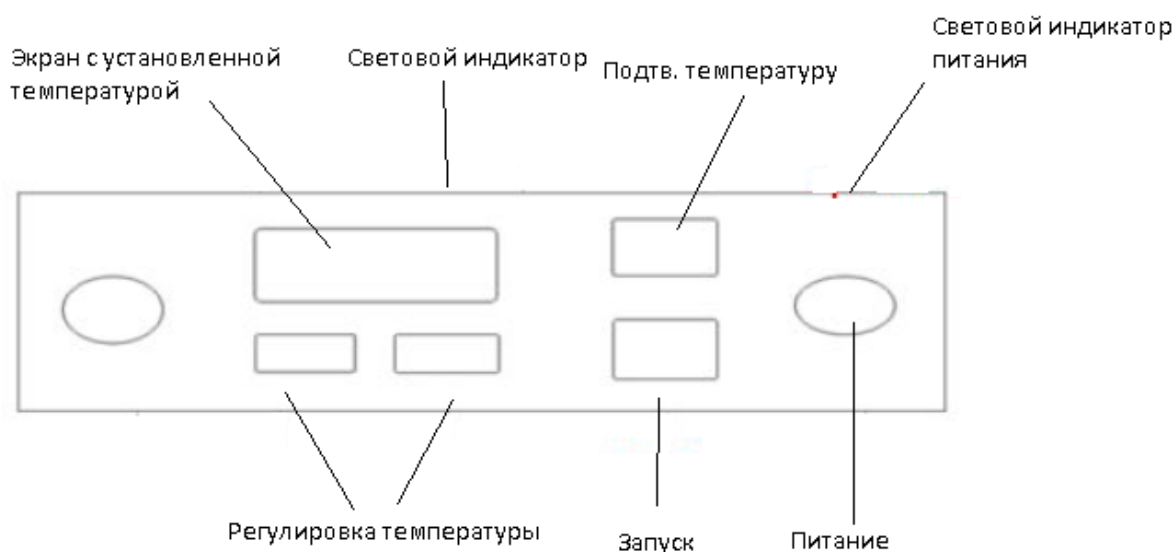 Экран с установленной
температурой
Световой индикатор
Подтв. температуру
Световой индикатор
питания
Регулировка температуры
Запуск
Питание